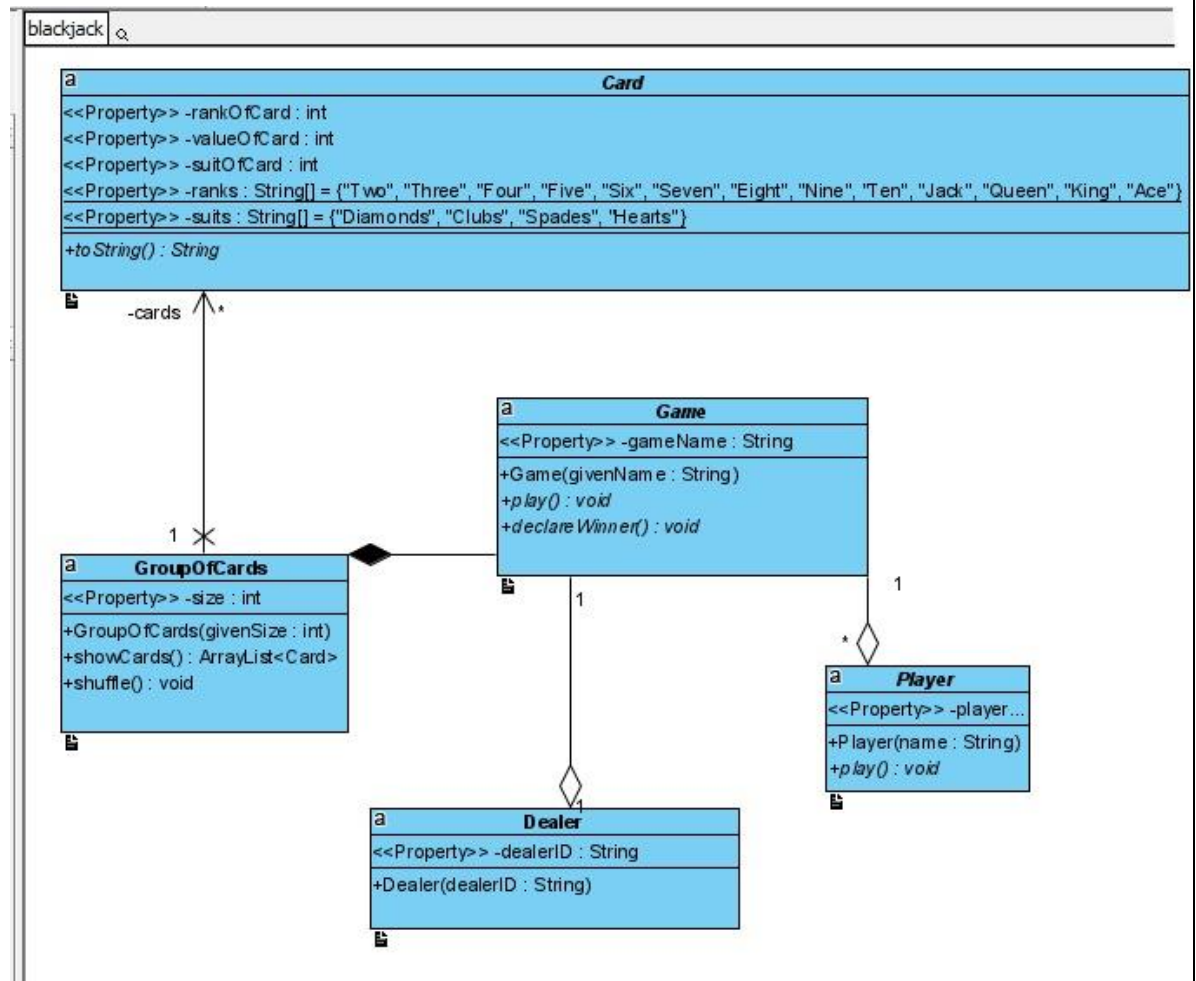 blackjack
a
Card
<<Property>> -rankOfCard : int
<<Property>> -valueOfCard : int
<<Property>> -suitOfCard : int
<<Property>> -ranks : String[] = {"Two", "Three", "Four", "Five", "Six", "Seven", "Eight", "Nine", "Ten", "Jack", "Queen", "King", "Ace"}
<<Property>> -suits : String[] = {"Diamonds", "Clubs", "Spades", "Hearts"}
+toString() : String
-cards *
a
Game
<<Property>> -gameName : String
+Game(givenName : String)
+play() : void
+declareWinner() : void
1
a
GroupOfCards
<<Property>> -size : int
+GroupOfCards(givenSize : int)
+showCards() : ArrayList<Card>
+shuffle() : void
1
1
*
a
Player
<<Property>> -player...
+Player(name : String)
+play() : void
1
a
Dealer
<<Property>> -dealerID : String
+Dealer(dealerID : String)